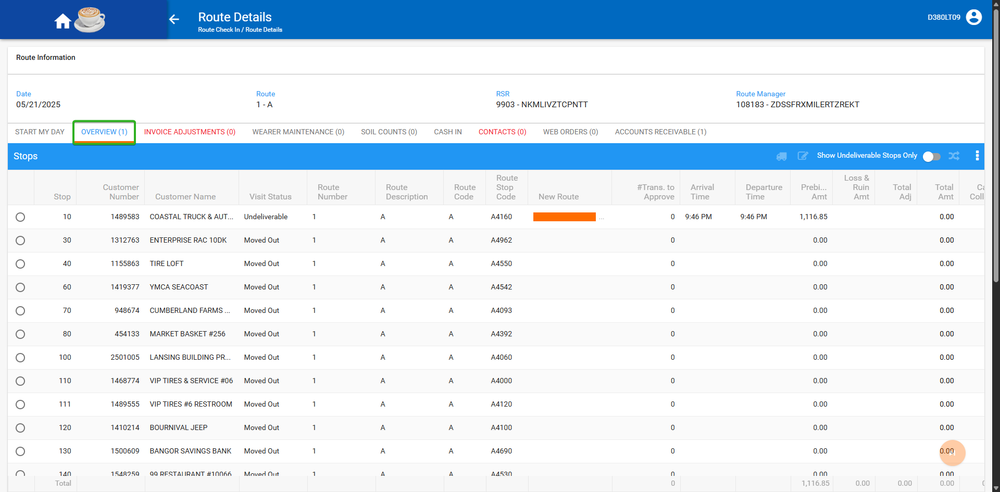 Route Details
Route Check In / Route Details
D380LT09
Route Information
Date Route RSR Route Manager
05/21/2025 1 - A 9903 - NKMLIVZTCPNTT 108183 - ZDSSFRXMILERTZREKT
START MY DAY OVERVIEW (1) INVOICE ADJUSTMENTS (0) WEARER MAINTENANCE (0) SOIL COUNTS (0) CASH IN CONTACTS (0) WEB ORDERS (0) ACCOUNTS RECEIVABLE (1)
Stops Show Undeliverable Stops Only
Stop Customer Number Customer Name Visit Status Route Number Route Description Route Code Route Stop Code New Route #Trans. to Approve Arrival Time Departure Time Prebi... Amt Loss & Ruin Amt Total Adj Total Amt Ca Coll
10 1489583 COASTAL TRUCK & AUT... Undeliverable 1 A A A4160 ... 0 9:46 PM 9:46 PM 1,116.85 0.00
30 1312763 ENTERPRISE RAC 10DK Moved Out 1 A A A4962 0 0.00 0.00
40 1155863 TIRE LOFT Moved Out 1 A A A4550 0 0.00 0.00
60 1419377 YMCA SEACOAST Moved Out 1 A A A4542 0 0.00 0.00
70 948674 CUMBERLAND FARMS ... Moved Out 1 A A A4093 0 0.00 0.00
80 454133 MARKET BASKET #256 Moved Out 1 A A A4392 0 0.00 0.00
100 2501005 LANSING BUILDING PR... Moved Out 1 A A A4060 0 0.00 0.00
110 1468774 VIP TIRES & SERVICE #06 Moved Out 1 A A A4000 0 0.00 0.00
111 1489555 VIP TIRES #6 RESTROOM Moved Out 1 A A A4120 0 0.00 0.00
120 1410214 BOURNIVAL JEEP Moved Out 1 A A A4100 0 0.00 0.00
130 1500609 BANGOR SAVINGS BANK Moved Out 1 A A A4690 0 0.00 0.00
140 1548259 99 RESTAURANT #10066 Moved Out 1 A A A4530 0 0.00 0.00
Total 0 1,116.85 0.00 0.00 0.00